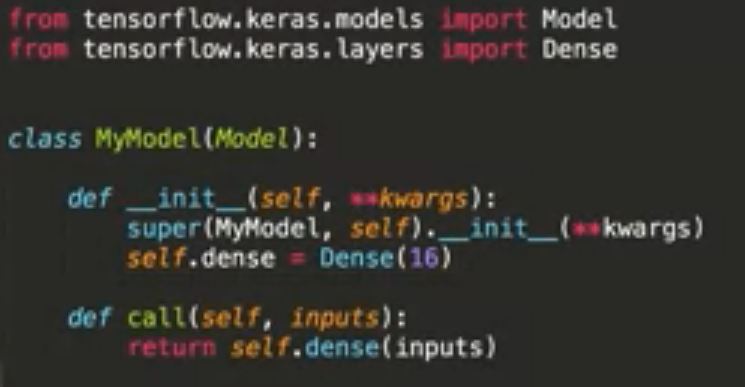 from tensorflow.keras.models import Model
from tensorflow.keras.layers import Dense
class MyModel(Model):
def __init__(self, **kwargs):
super(MyModel, self).__init__(**kwargs)
self.dense = Dense(16)
def call(self, inputs):
return self.dense(inputs)